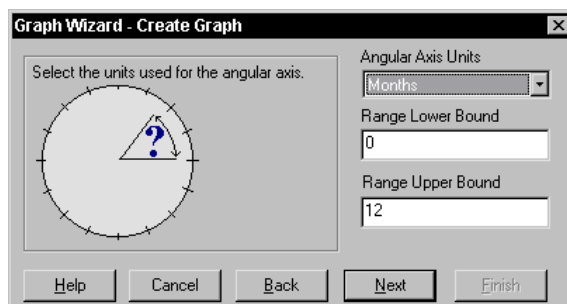 Graph Wizard - Create Graph
Select the units used for the angular axis.
?
Angular Axis Units
Months
Range Lower Bound
0
Range Upper Bound
12
Help Cancel Back Next Finish